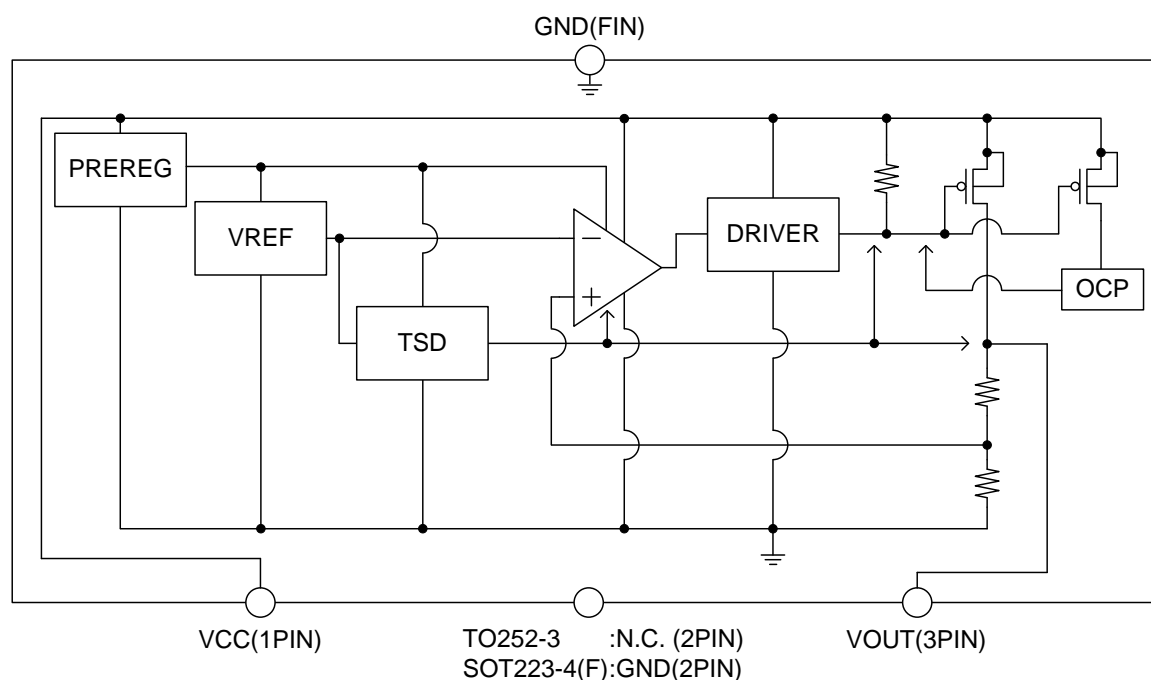 GND(FIN)
PREREG
VREF
DRIVER
OCP
TSD
VCC(1PIN)
TO252-3 :N.C. (2PIN)
SOT223-4(F):GND(2PIN)
VOUT(3PIN)